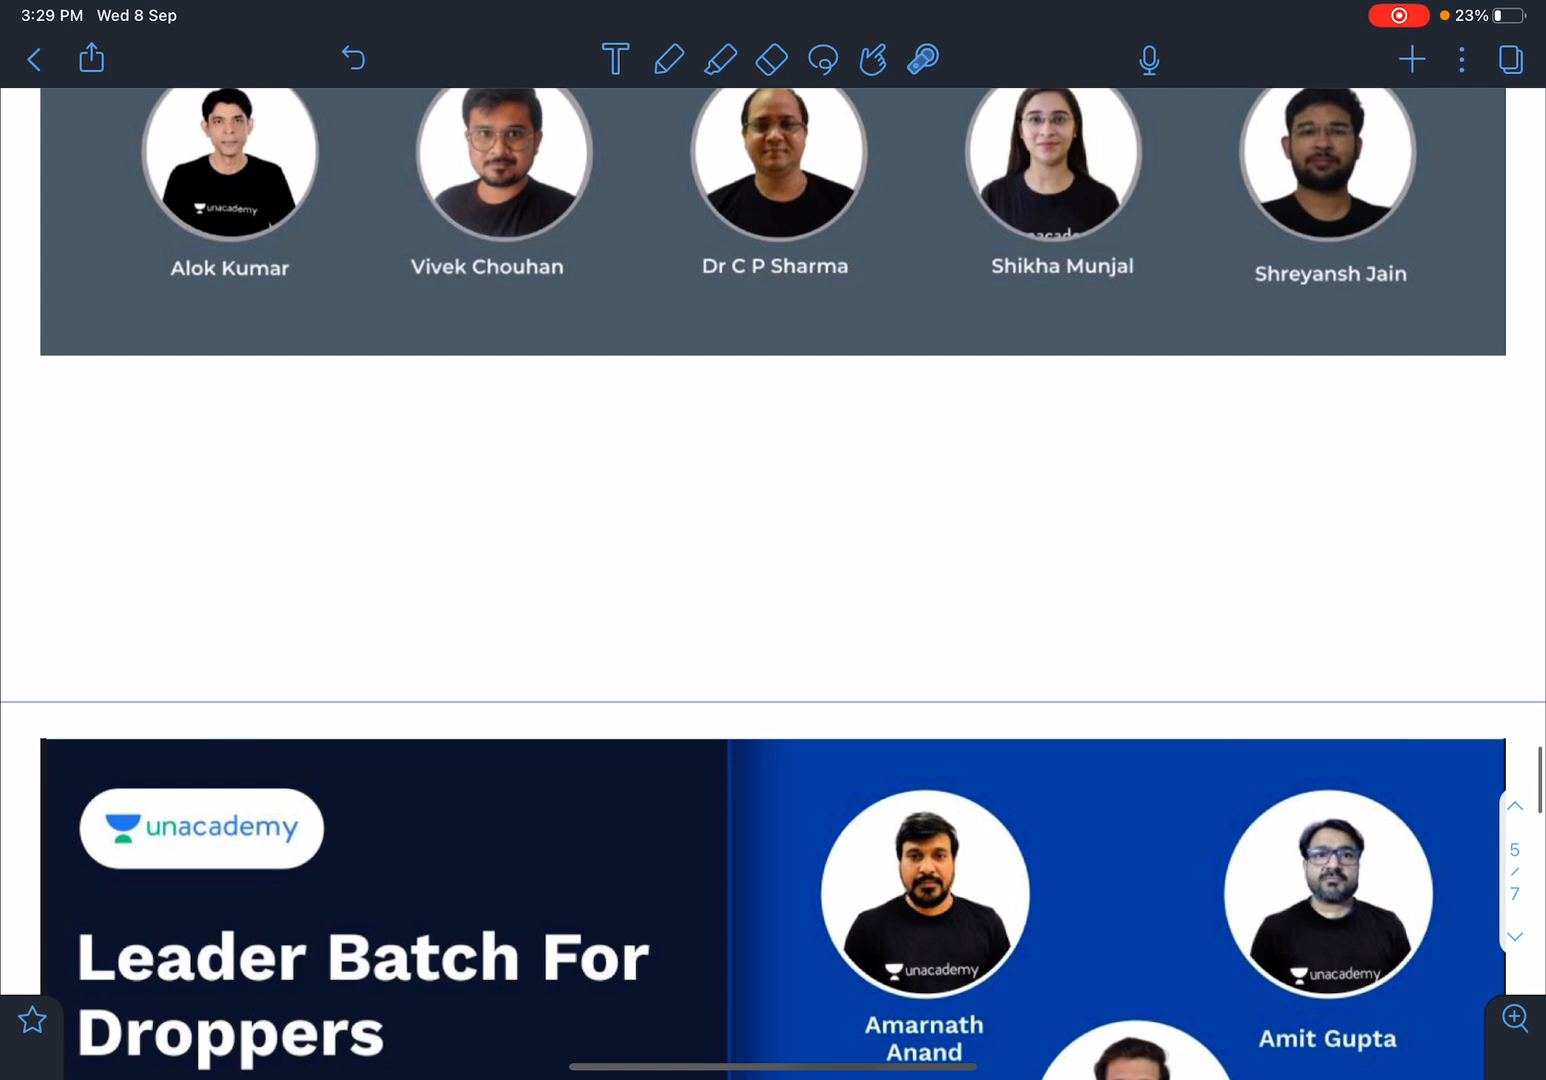 3:29 PM Wed 8 Sep
23%
T
unacademy
Alok Kumar
Vivek Chouhan
Dr C P Sharma
Shikha Munjal
Shreyansh Jain
unacademy
Leader Batch For
Droppers
unacademy
Amarnath
Anand
unacademy
Amit Gupta
5
/
7